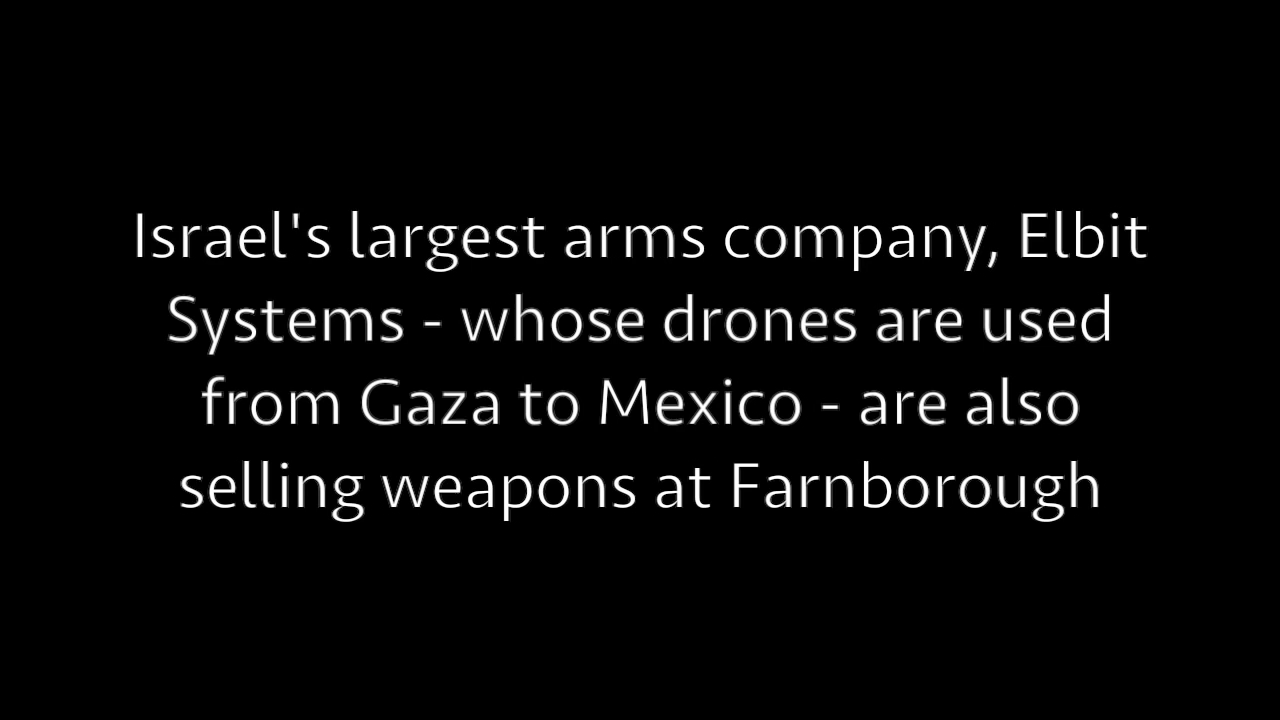 Israel's largest arms company, Elbit
Systems - whose drones are used
from Gaza to Mexico - are also
selling weapons at Farnborough